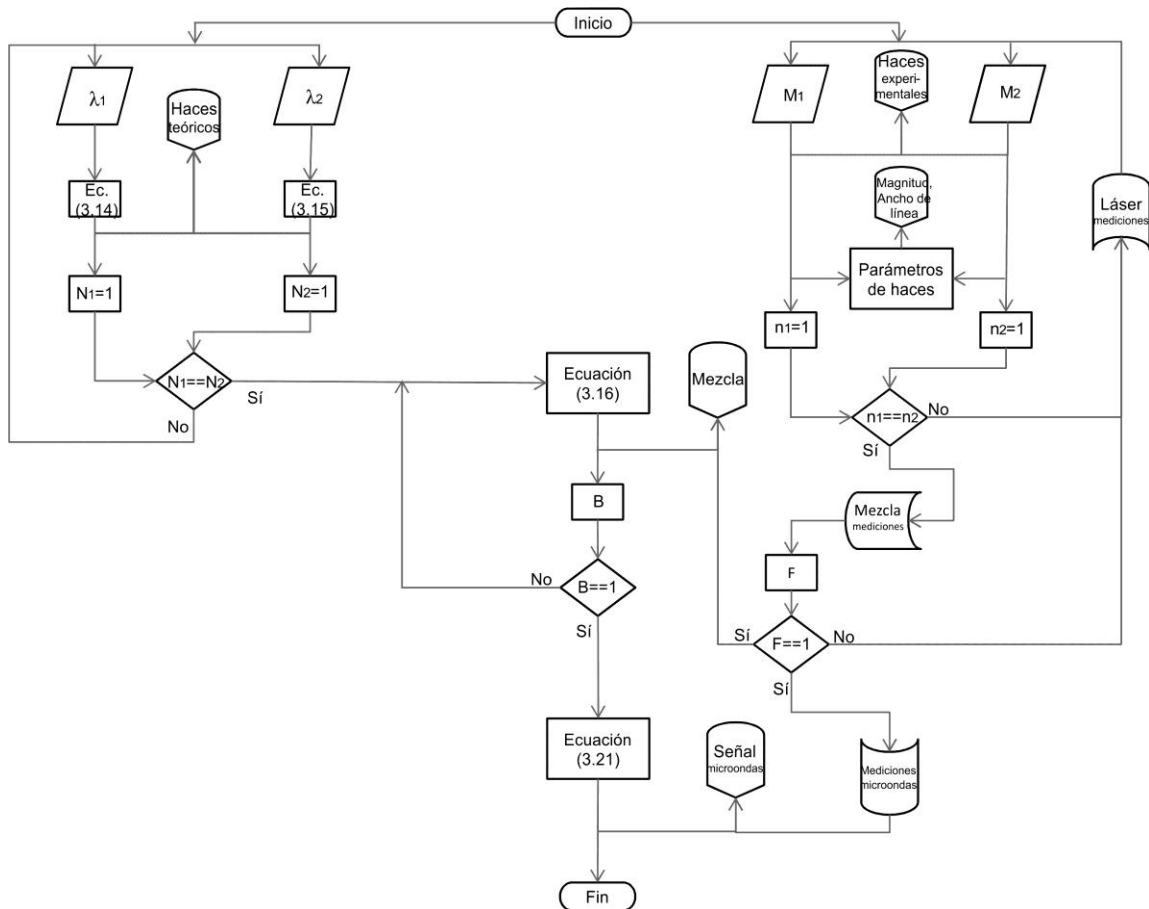 Inicio
λ1
λ2
Haces
teóricos
Ec.
(3.14)
Ec.
(3.15)
N1=1
N2=1
N1==N2
Sí
No
Ecuación
(3.16)
B
B==1
No
Sí
Ecuación
(3.21)
Fin
M1
Haces
experi-
mentales
M2
Magnitud,
Ancho de
línea
Parámetros
de haces
Láser
mediciones
n1=1
n2=1
n1==n2
No
Sí
Mezcla
Mezcla
mediciones
F
F==1
Sí
No
Sí
Señal
microondas
Mediciones
microondas